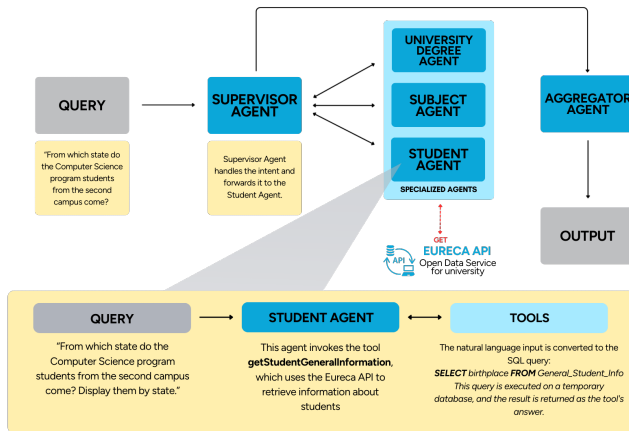 QUERY
"From which state do
the Computer Science
program students
from the second
campus come?
SUPERVISOR
AGENT
Supervisor Agent
handles the intent and
forwards it to the
Student Agent.
UNIVERSITY
DEGREE
AGENT
SUBJECT
AGENT
STUDENT
AGENT
SPECIALIZED AGENTS
GET
API
EURECA API
Open Data Service
for university
AGGREGATOR
AGENT
OUTPUT
QUERY
"From which state do the
Computer Science program
students from the second campus
come? Display them by state."
STUDENT AGENT
This agent invokes the tool
getStudentGeneralInformation,
which uses the Eureca API to
retrieve information about
students
TOOLS
The natural language input is converted to the
SQL query:
SELECT birthplace FROM General_Student_Info
This query is executed on a temporary
database, and the result is returned as the tool's
answer.